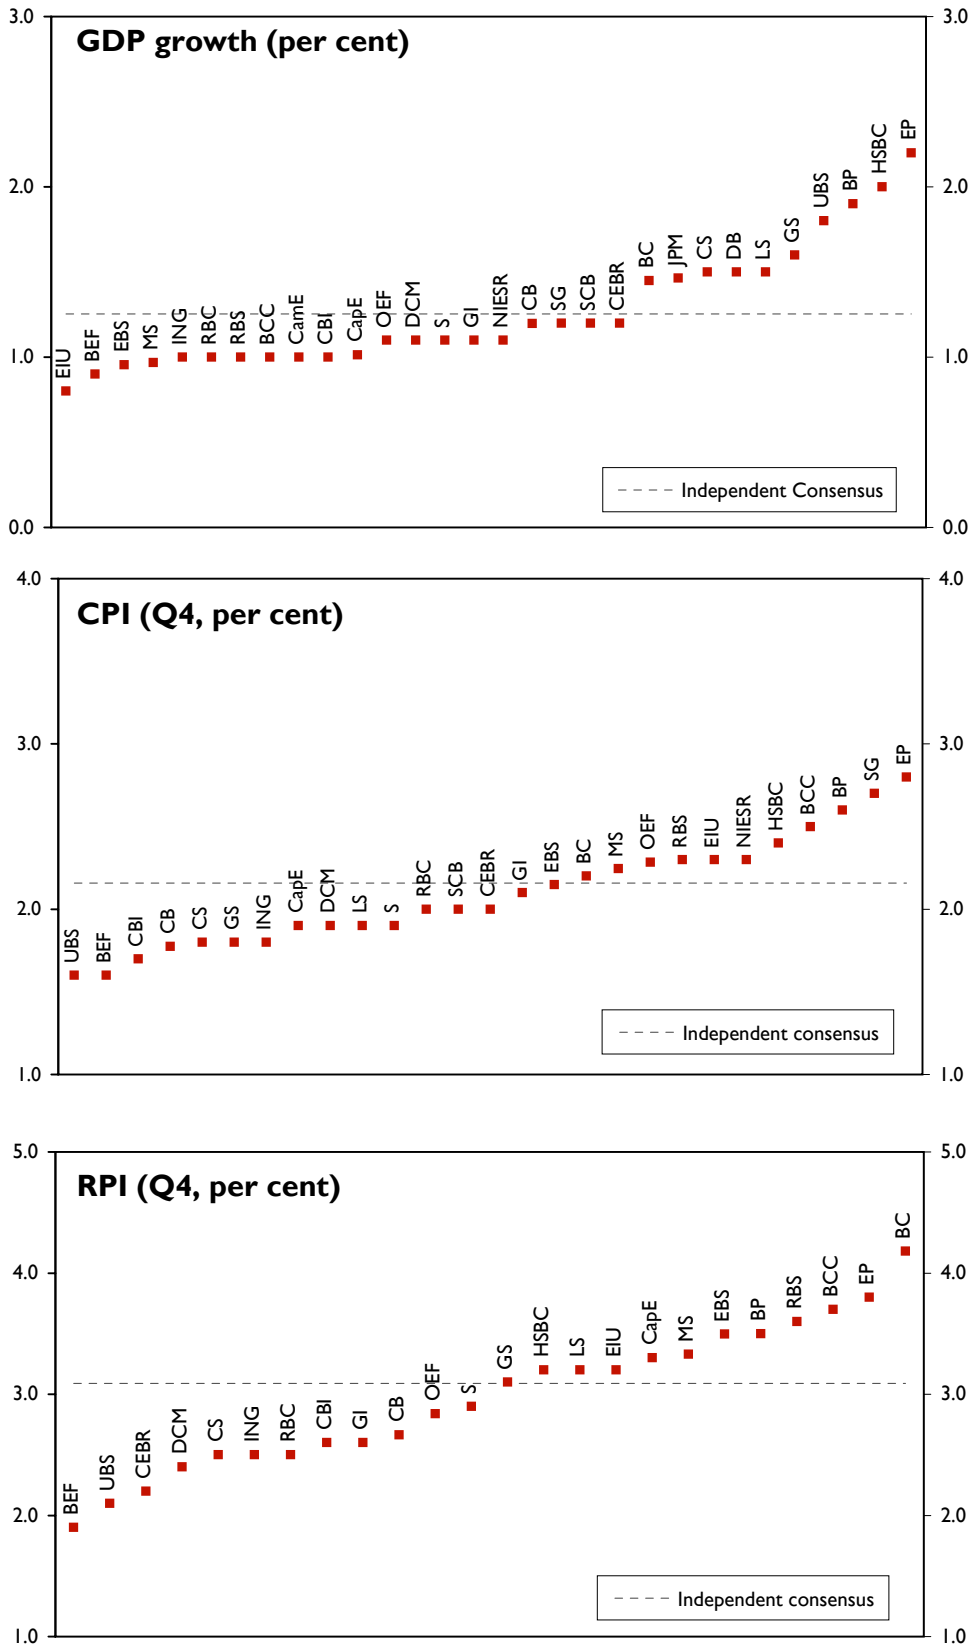 GDP growth (per cent)
3.0 3.0
2.0 2.0
1.0 1.0
0.0 0.0
EIU BEF EBS MS ING RBC RBS BCC CamE CBI CapE OEF DCM S GI NIESR CB SG SCB CEBR BC JPM CS DB LS GS UBS BP HSBC EP
Independent Consensus
CPI (Q4, per cent)
4.0 4.0
3.0 3.0
2.0 2.0
1.0 1.0
UBS BEF CBI CB CS GS ING CapE DCM LS S RBC SCB CEBR GI EBS BC MS OEF RBS EIU NIESR HSBC BCC BP SG EP
Independent consensus
RPI (Q4, per cent)
5.0 5.0
4.0 4.0
3.0 3.0
2.0 2.0
1.0 1.0
BEF UBS CEBR DCM CS ING RBC CBI GI CB OEF S GS HSBC LS EIU CapE MS EBS BP RBS BCC EP BC
Independent consensus